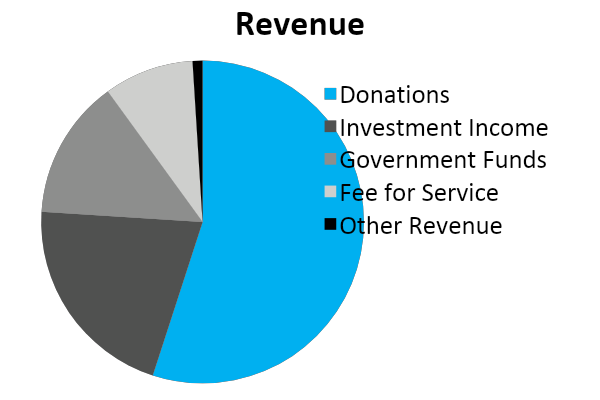 Revenue
Donations
Investment Income
Government Funds
Fee for Service
Other Revenue